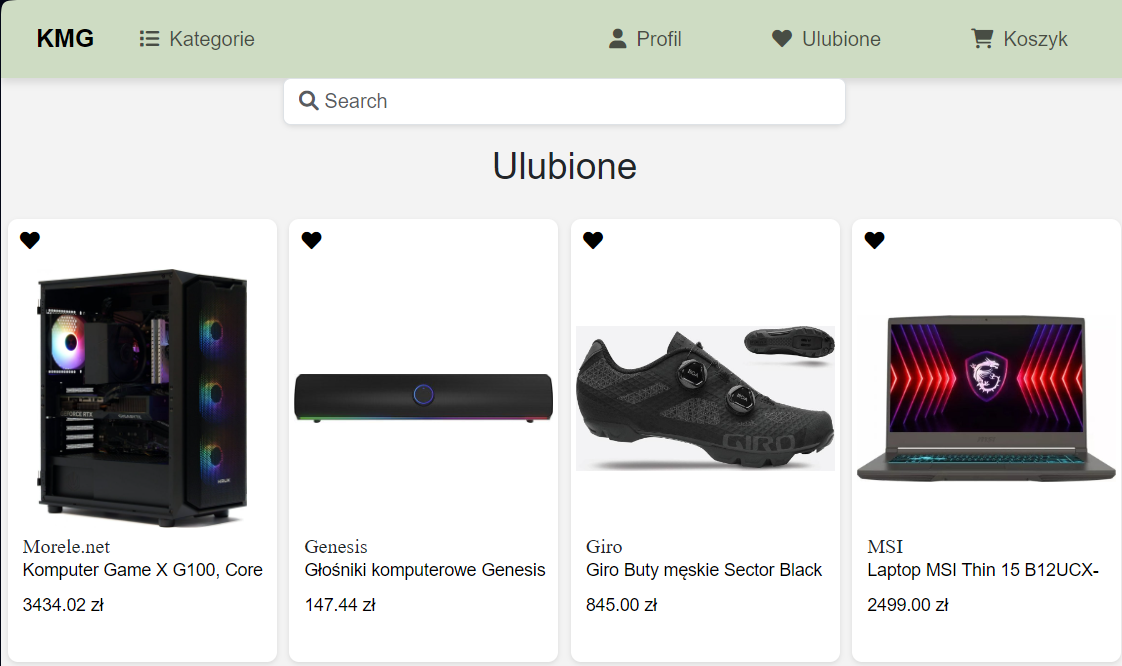 KMG
Kategorie
Profil
Ulubione
Koszyk
Search
Ulubione
GIRO
Morele.net
Komputer Game X G100, Core
3434.02 zł
Genesis
Głośniki komputerowe Genesis
147.44 zł
Giro
Giro Buty męskie Sector Black
845.00 zł
MSI
Laptop MSI Thin 15 B12UCX-
2499.00 zł